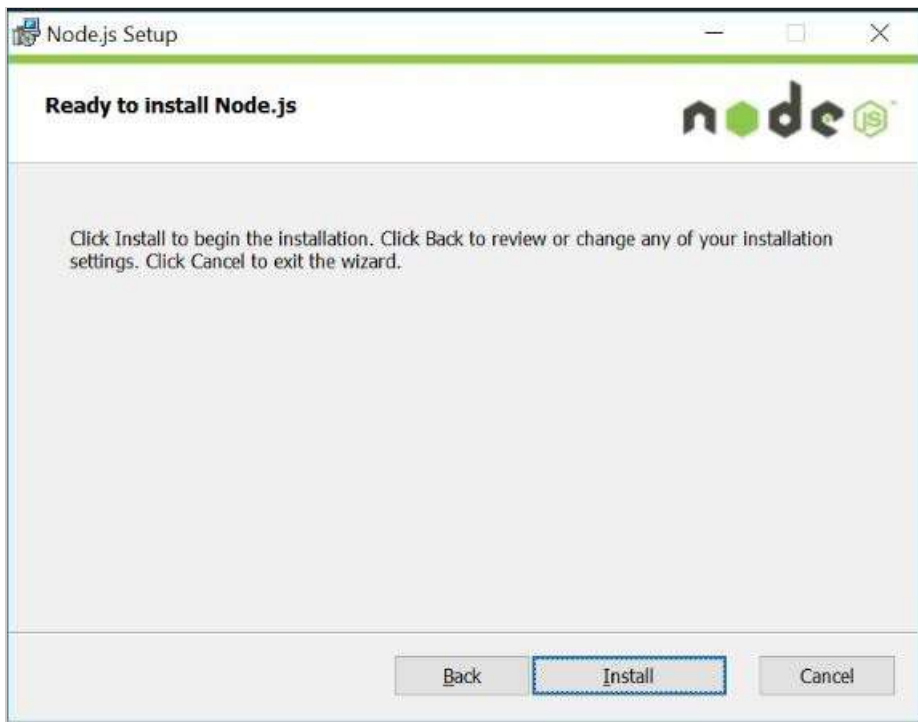 Node.js Setup
Ready to install Node.js
node JS
Click Install to begin the installation. Click Back to review or change any of your installation
settings. Click Cancel to exit the wizard.
Back
Install
Cancel